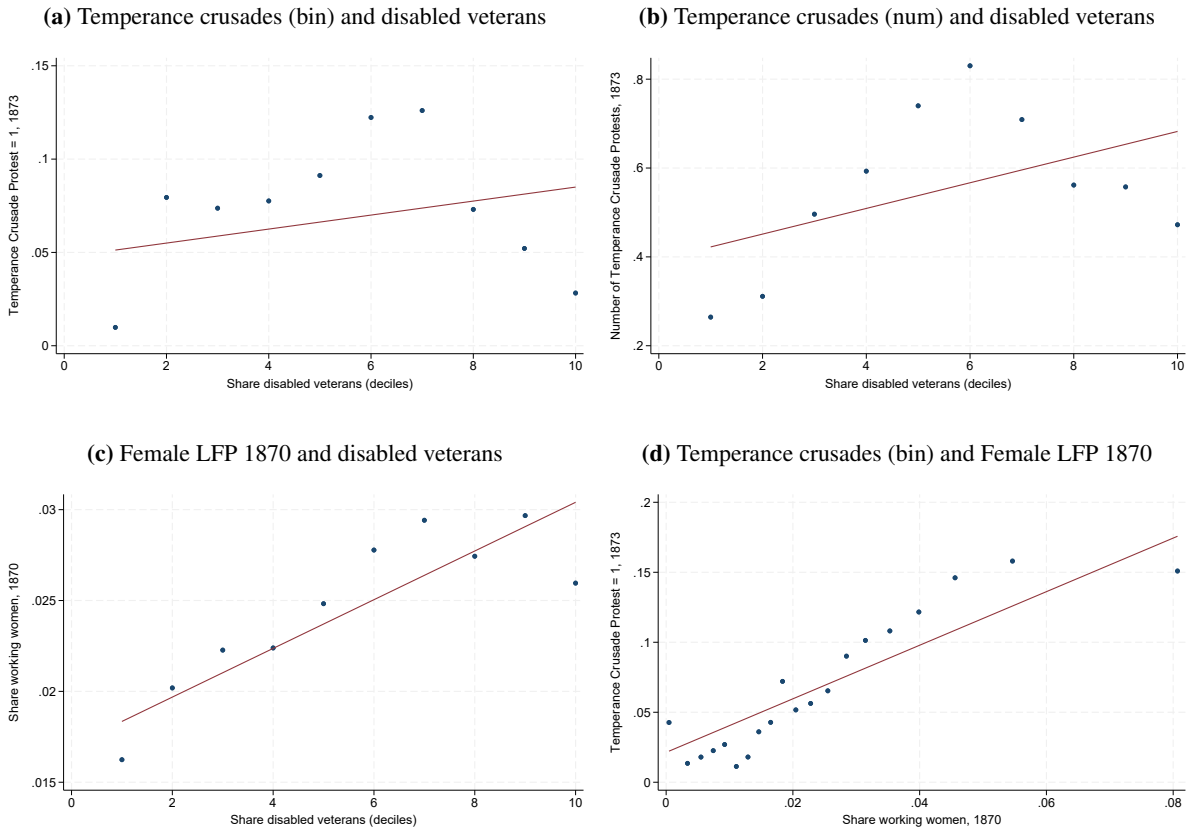 (a) Temperance crusades (bin) and disabled veterans
Temperance Crusade Protest = 1, 1873
.15
.1
.05
0
0 2 4 6 8 10
Share disabled veterans (deciles)
(b) Temperance crusades (num) and disabled veterans
Number of Temperance Crusade Protests, 1873
.8
.6
.4
.2
0 2 4 6 8 10
Share disabled veterans (deciles)
(c) Female LFP 1870 and disabled veterans
Share working women, 1870
.03
.025
.02
.015
0 2 4 6 8 10
Share disabled veterans (deciles)
(d) Temperance crusades (bin) and Female LFP 1870
Temperance Crusade Protest = 1, 1873
.2
.15
.1
.05
0
0 .02 .04 .06 .08
Share working women, 1870